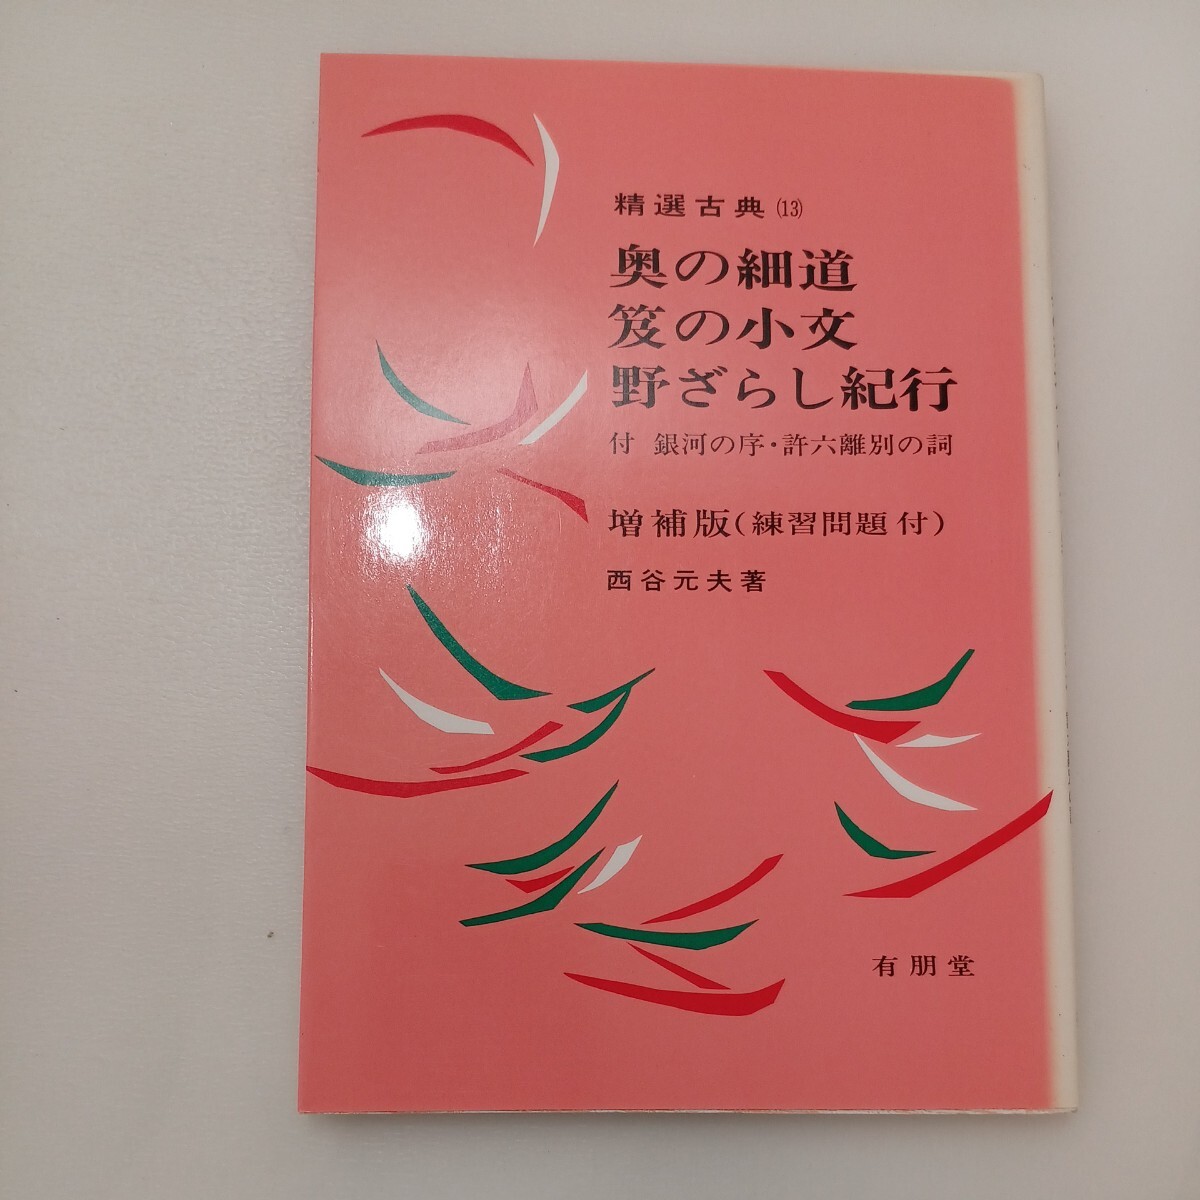 精選古典(13)
奥の細道
笈の小文
野ざらし紀行
付 銀河の序・許六離別の詞
増補版(練習問題付)
西谷元夫著
有朋堂